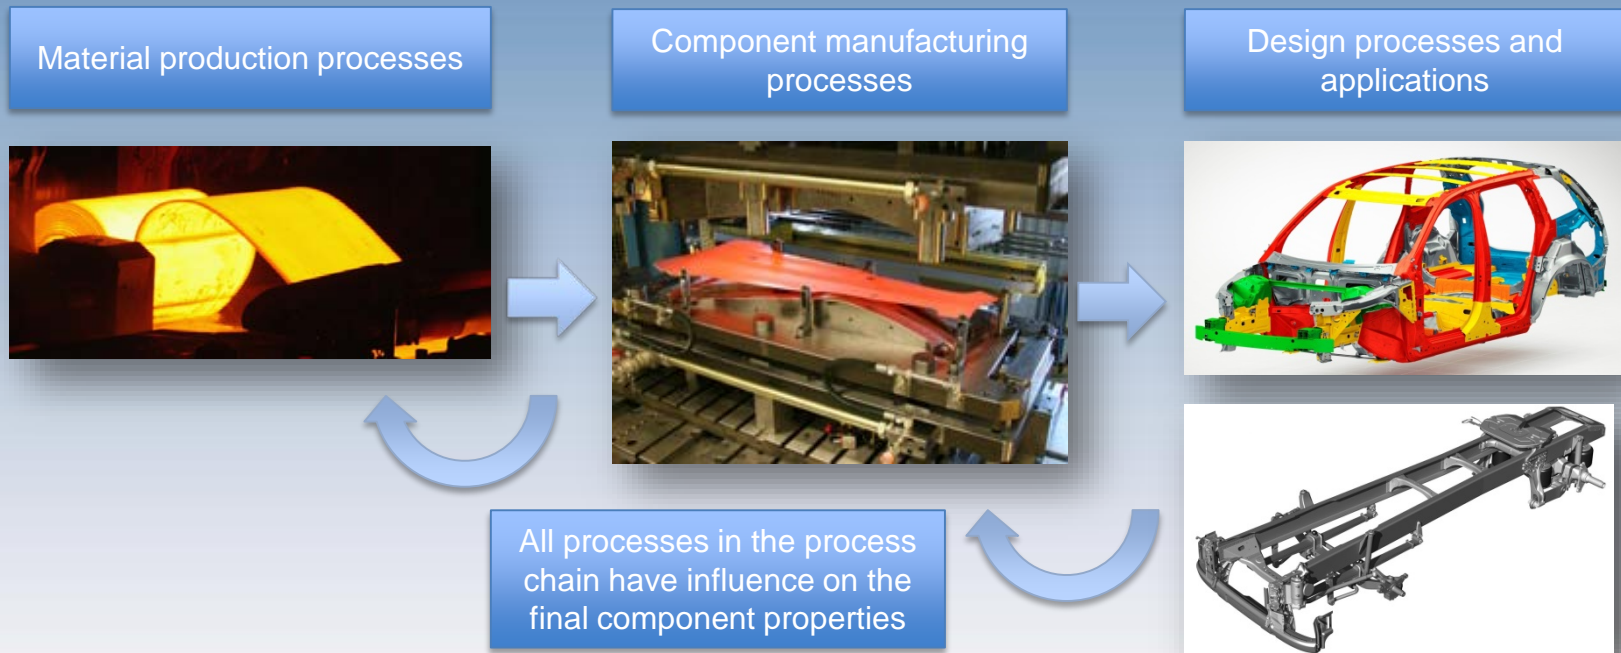 Material production processes
Component manufacturing
processes
Design processes and
applications
All processes in the process
chain have influence on the
final component properties